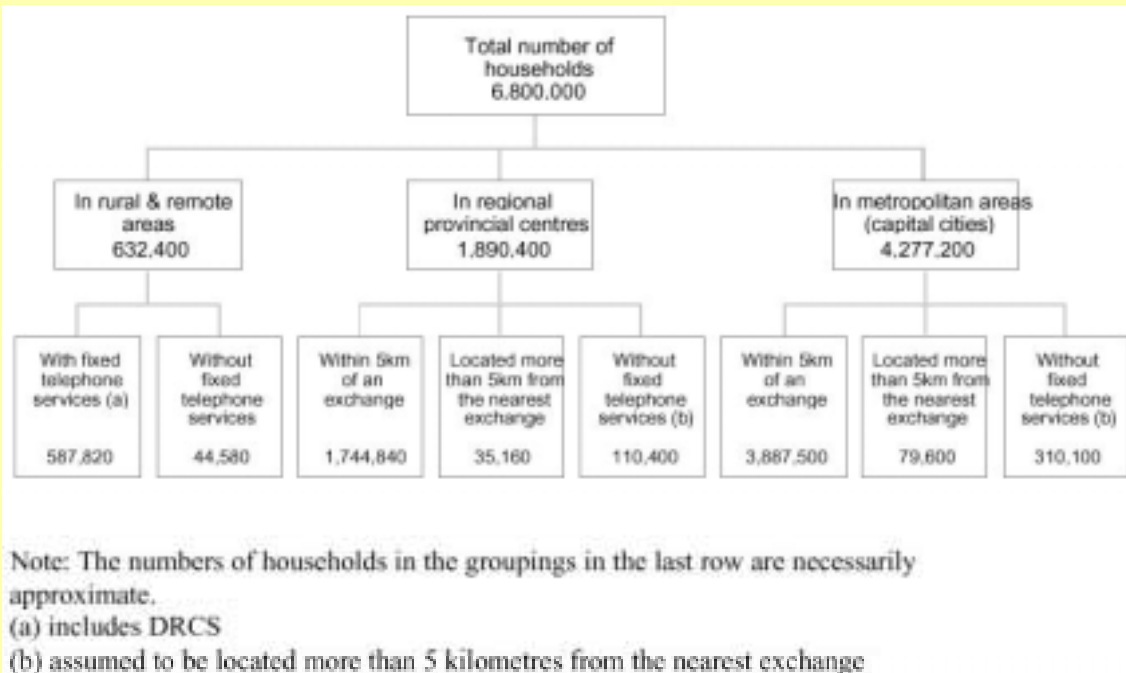 Total number of
households
6,800,000
In rural & remote
areas
632,400
In regional
provincial centres
1,890,400
In metropolitan areas
(capital cities)
4,277,200
With fixed
telephone
services (a)
587,820
Without
fixed
telephone
services
44,580
Within 5km
of an
exchange
1,744,840
Located more
than 5km from
the nearest
exchange
35,160
Without
fixed
telephone
services (b)
110,400
Within 5km
of an
exchange
3,887,500
Located more
than 5km from
the nearest
exchange
79,600
Without
fixed
telephone
services (b)
310,100
Note: The numbers of households in the groupings in the last row are necessarily
approximate.
(a) includes DRCS
(b) assumed to be located more than 5 kilometres from the nearest exchange